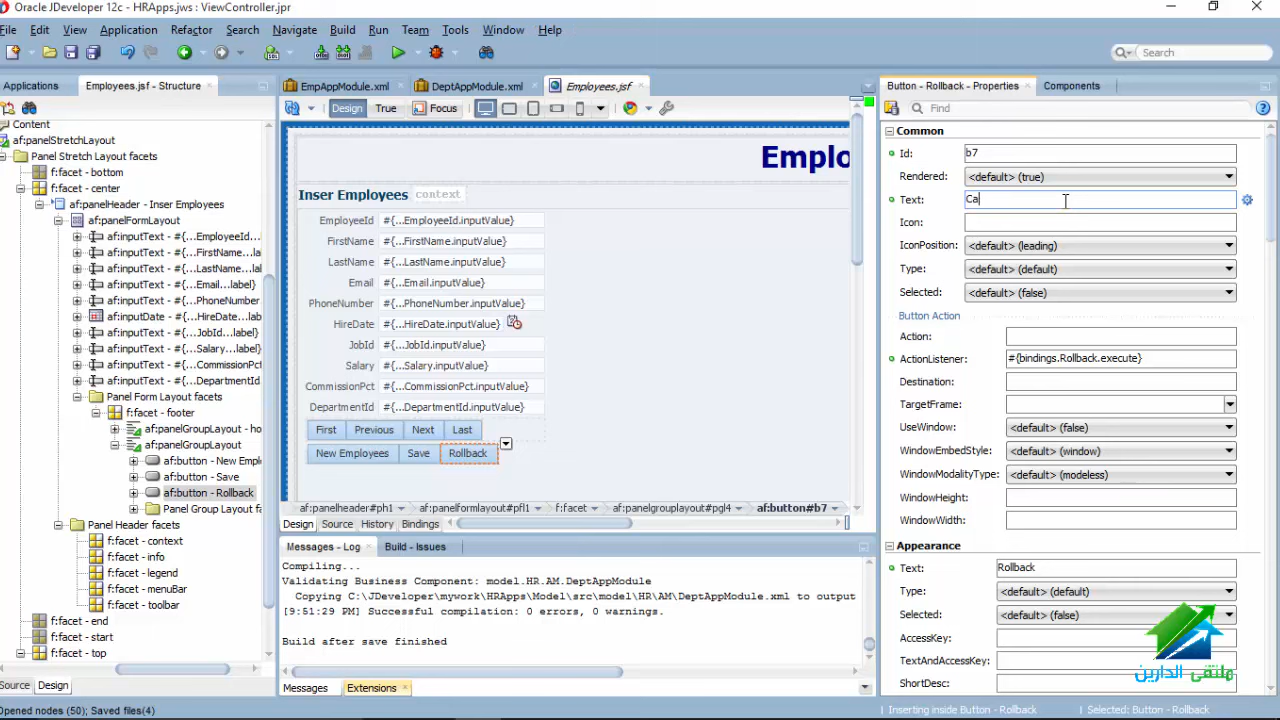 Oracle JDeveloper 12c - HRApps.jws : ViewController.jpr
File Edit View Application Refactor Search Navigate Build Run Team Tools Window Help
Search
Applications
Employees.jsf - Structure
Content
af:panelStretchLayout
Panel Stretch Layout facets
f:facet - bottom
f:facet - center
af:panelHeader - Inser Employees
af:panelFormLayout
af:inputText - #{...EmployeeId.i
af:inputText - #{...FirstName.la
af:inputText - #{...LastName.la
af:inputText - #{...Email...label}
af:inputText - #{...PhoneNumber
af:inputDate - #{...HireDate.lal
af:inputText - #{...JobId...label}
af:inputText - #{...Salary...label
af:inputText - #{...CommissionPct
af:inputText - #{...DepartmentId
Panel Form Layout facets
f:facet - footer
af:panelGroupLayout - ho
af:panelGroupLayout
af:button - New Empl
af:button - Save
af:button - Rollback
Panel Group Layout fa
Panel Header facets
f:facet - context
f:facet - info
f:facet - legend
f:facet - menuBar
f:facet - toolbar
f:facet - end
f:facet - start
f:facet - top
Source Design
EmpAppModule.xml
DeptAppModule.xml
Employees.jsf
Design True Focus
Emplo
Inser Employees context
EmployeeId #{...EmployeeId.inputValue}
FirstName #{...FirstName.inputValue}
LastName #{...LastName.inputValue}
Email #{...Email.inputValue}
PhoneNumber #{...PhoneNumber.inputValue}
HireDate #{...HireDate.inputValue}
JobId #{...JobId.inputValue}
Salary #{...Salary.inputValue}
CommissionPct #{...CommissionPct.inputValue}
DepartmentId #{...DepartmentId.inputValue}
First Previous Next Last
New Employees Save Rollback
af:panelheader#ph1 af:panelformlayout#pfl1 f:facet af:panelgrouplayout#pgl4 af:button#b7
Design Source History Bindings
Messages - Log
Build - Issues
Compiling...
Validating Business Component: model.HR.AM.DeptAppModule
Copying C:\JDeveloper\mywork\HRApps\Model\src\model\HR\AM\DeptAppModule.xml to output
[9:51:29 PM] Successful compilation: 0 errors, 0 warnings.
Build after save finished
Messages Extensions
Button - Rollback - Properties
Components
Find
Common
Id: b7
Rendered: <default> (true)
Text: Ca
Icon:
IconPosition: <default> (leading)
Type: <default> (default)
Selected: <default> (false)
Button Action
Action:
ActionListener: #{bindings.Rollback.execute}
Destination:
TargetFrame:
UseWindow: <default> (false)
WindowEmbedStyle: <default> (window)
WindowModalityType: <default> (modeless)
WindowHeight:
WindowWidth:
Appearance
Text: Rollback
Type: <default> (default)
Selected: <default> (false)
AccessKey:
TextAndAccessKey:
ShortDesc:
ملتقى الدارين
Opened nodes (50); Saved files(4)
Inserting inside Button - Rollback
Selected: Button - Rollback